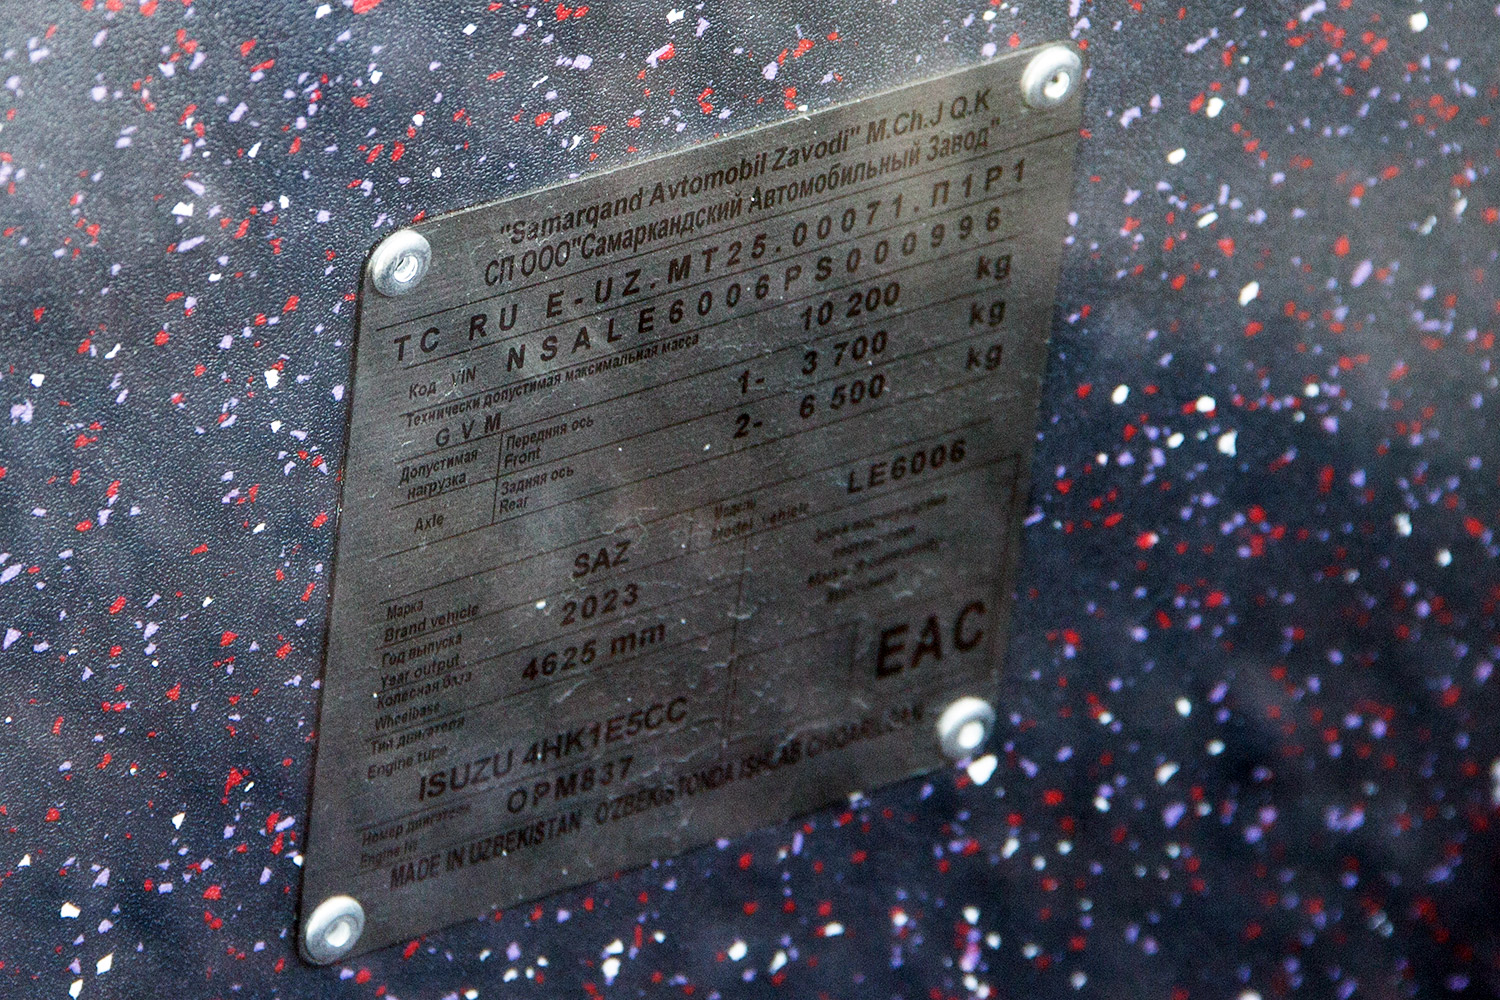 "Samarqand Avtomobil Zavodi" M.Ch.J Q.K
СП ООО"Самаркандский Автомобильный Завод"
ТС RU E-UZ.МТ25.00071.П1Р1
Код VIN NSALE6006PS000996
Технически допустимая максимальная масса
GVM 10 200 kg
Допустимая нагрузка
Axle
Передняя ось
Front
1- 3 700 kg
Задняя ось
Rear
2- 6 500 kg
Марка
Brand vehicle SAZ
Модель
Model vehicle LE6006
Год выпуска
Year output 2023
Колесная база
Wheelbase 4625 mm
Тип двигателя
Engine type ISUZU 4HK1E5CC
Номер двигателя
Engine № OPM837
EAC
MADE IN UZBEKISTAN O'ZBEKISTONDA ISHLAB CHIQARILGAN